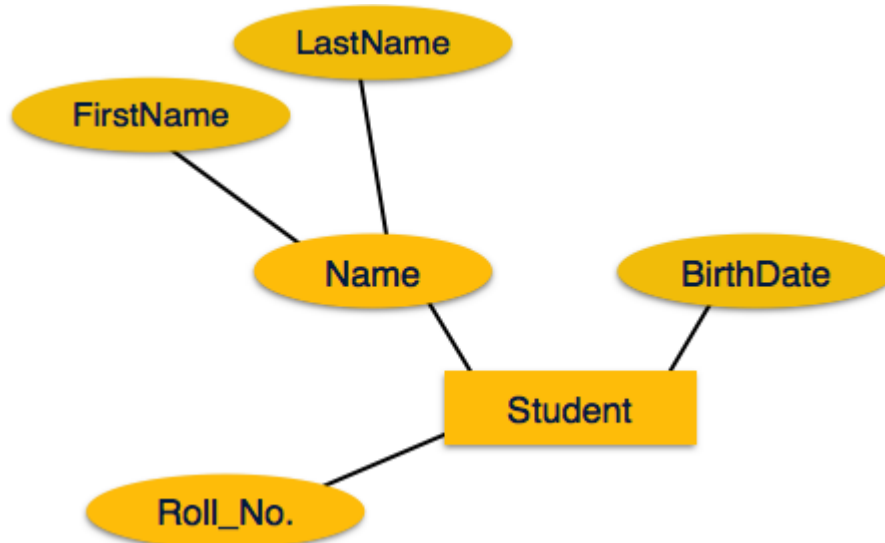 LastName
FirstName
Name
BirthDate
Student
Roll_No.